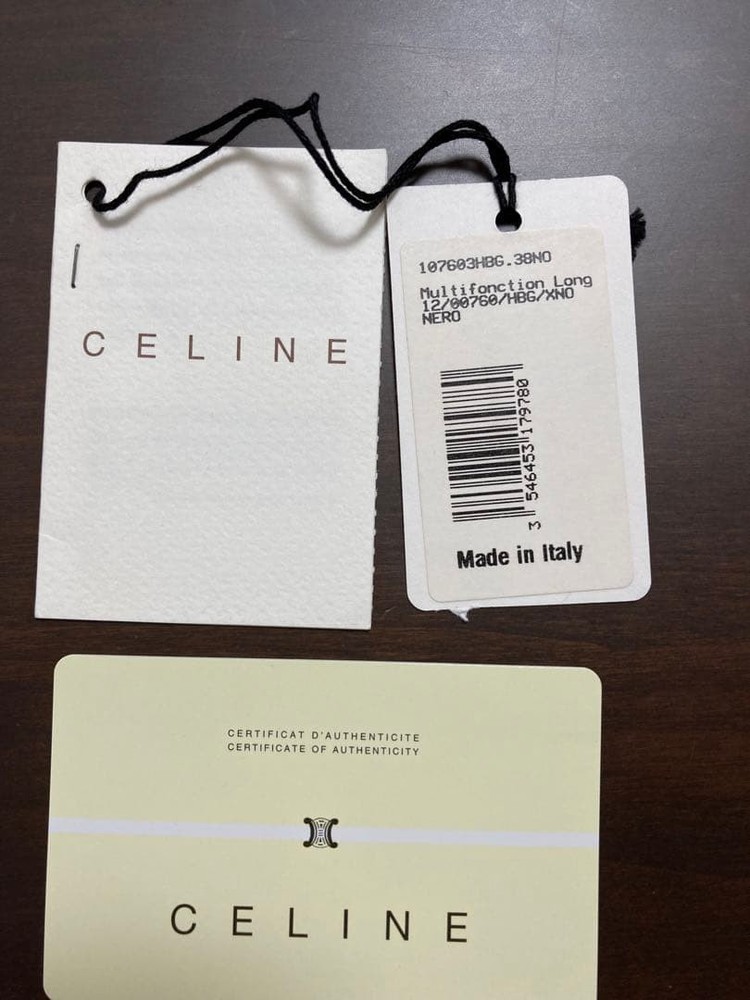 CELINE
107603HBG.38NO
Multifonction Long
12/00760/HBG/XNO
NERO
3 546453 179780
Made in Italy
CERTIFICAT D'AUTHENTICITE
CERTIFICATE OF AUTHENTICITY
CELINE